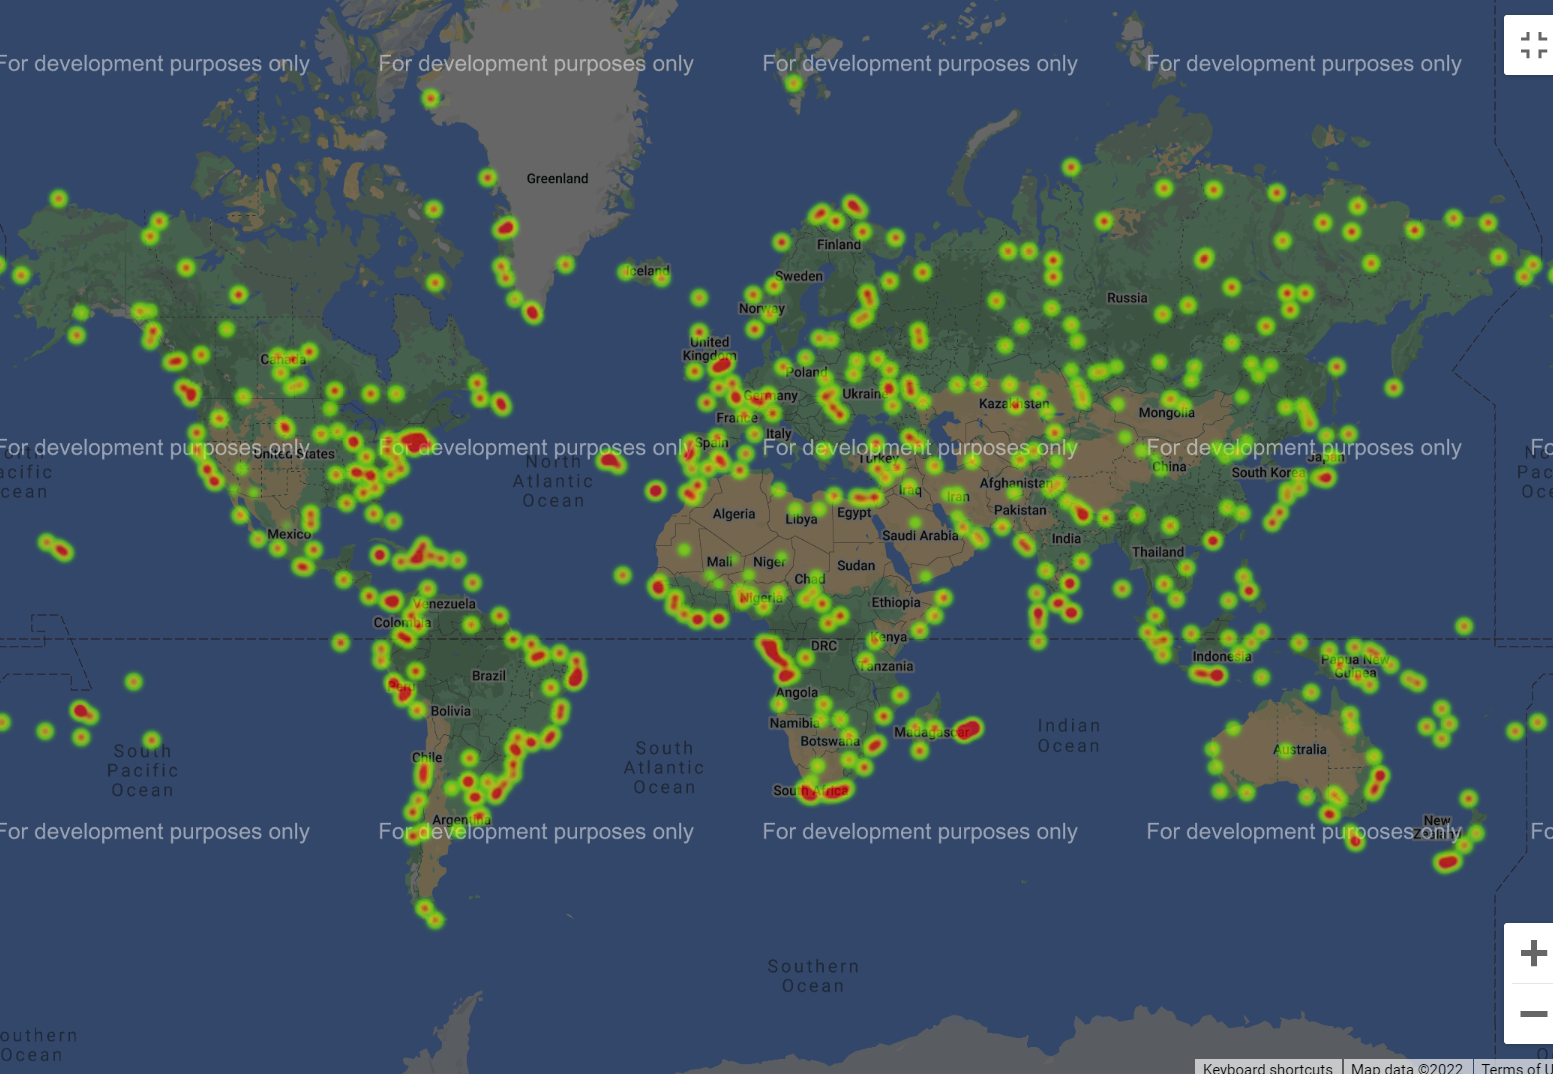 For development purposes only
For development purposes only
For development purposes only
For development purposes only
Greenland
Finland
Iceland
Sweden
Russia
Norway
United
Kingdom
Canada
Poland
Germany
Ukraine
Kazakhstan
Mongolia
France
Italy
Spain
For development purposes only
For development purposes only
For development purposes only
For development purposes only
United States
North
Atlantic
Ocean
Turkey
China
Japan
South Korea
Iraq
Iran
Afghanistan
Pakistan
Algeria
Libya
Egypt
Saudi Arabia
India
Thailand
Mexico
Mali
Niger
Chad
Sudan
Nigeria
Ethiopia
Venezuela
Colombia
DRC
Kenya
Tanzania
Indonesia
Papua New
Guinea
Brazil
Peru
Bolivia
Angola
Namibia
Botswana
Madagascar
Indian
Ocean
Australia
Chile
South
Pacific
Ocean
South
Atlantic
Ocean
South Africa
Argentina
New
Zealand
For development purposes only
For development purposes only
For development purposes only
For development purposes only
Southern
Ocean
Ocean
Keyboard shortcuts
Map data ©2022
Terms of